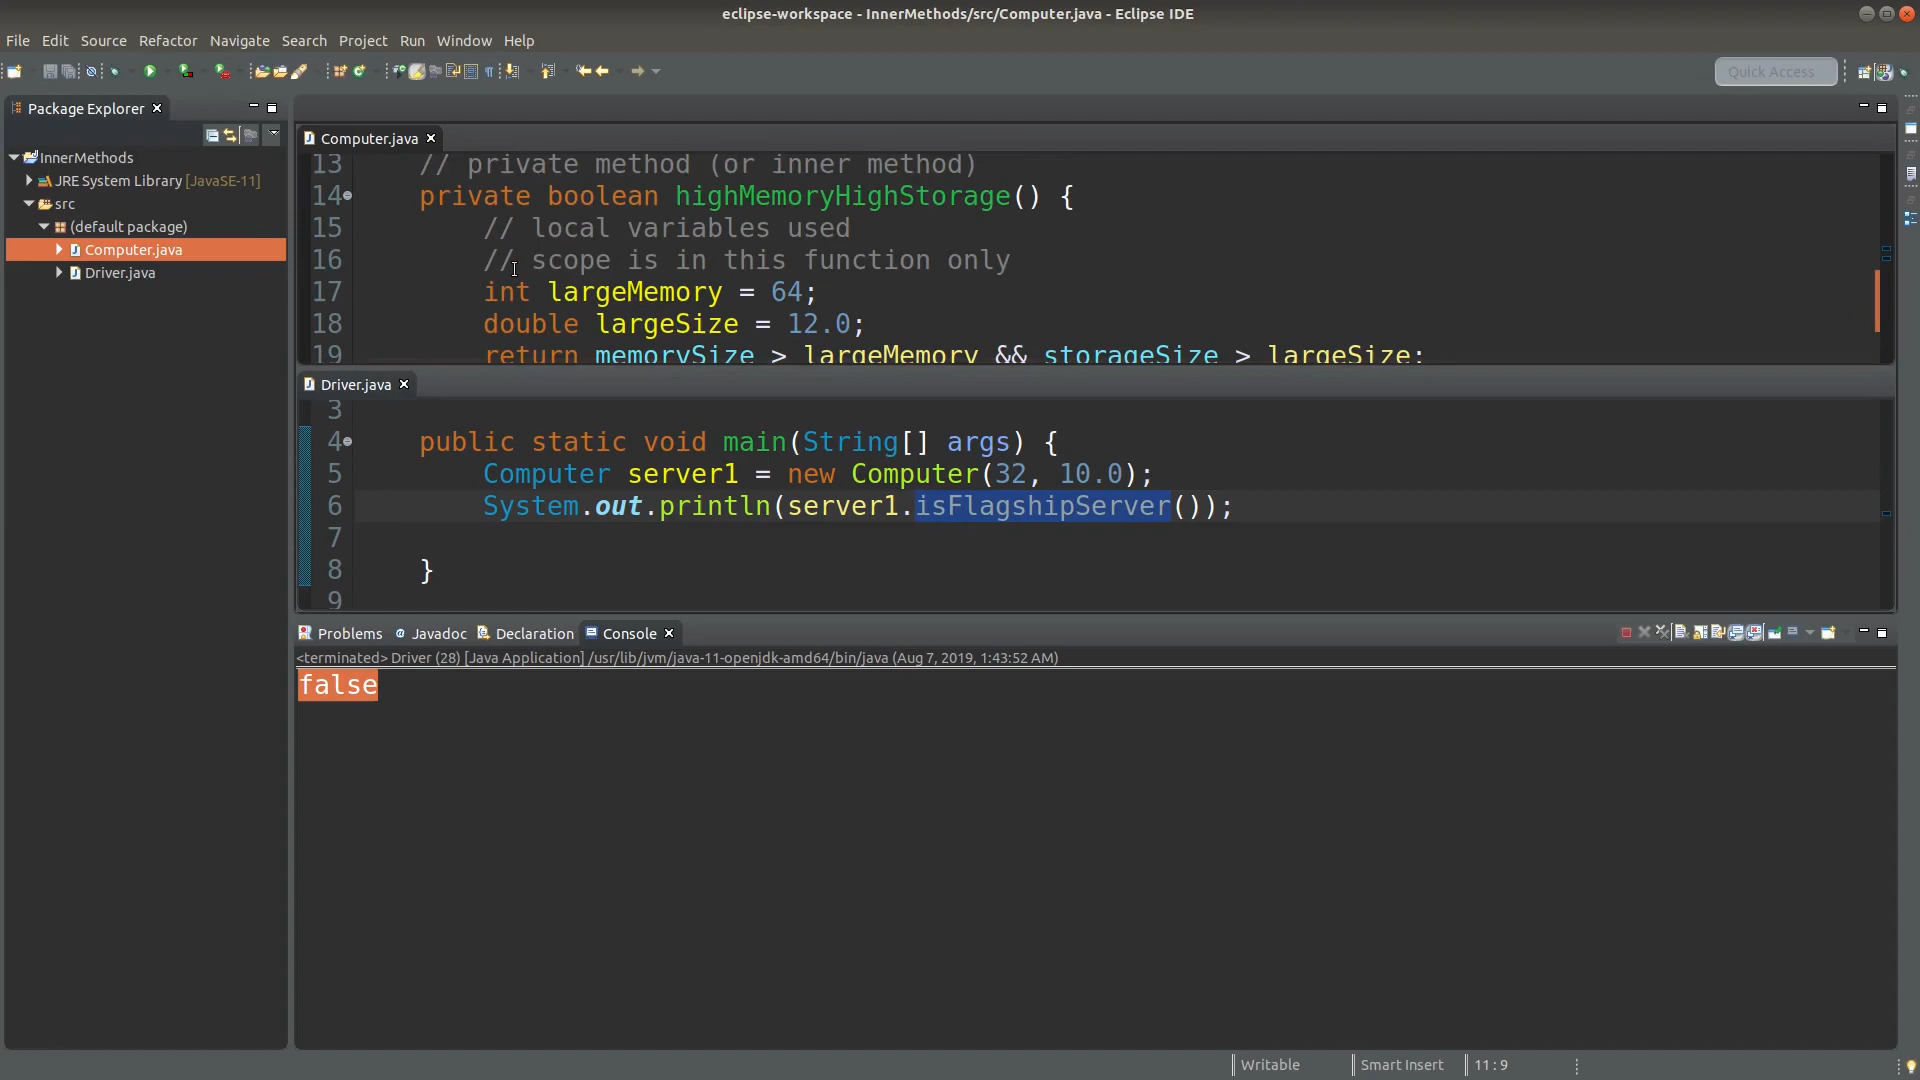 eclipse-workspace - InnerMethods/src/Computer.java - Eclipse IDE
File Edit Source Refactor Navigate Search Project Run Window Help
Quick Access
Package Explorer
InnerMethods
JRE System Library [JavaSE-11]
src
(default package)
Computer.java
Driver.java
Computer.java
13 // private method (or inner method)
14 private boolean highMemoryHighStorage() {
15 // local variables used
16 // scope is in this function only
17 int largeMemory = 64;
18 double largeSize = 12.0;
19 return memorySize > largeMemory && storageSize > largeSize;
Driver.java
3
4 public static void main(String[] args) {
5 Computer server1 = new Computer(32, 10.0);
6 System.out.println(server1.isFlagshipServer());
7
8 }
9
Problems Javadoc Declaration Console
<terminated> Driver (28) [Java Application] /usr/lib/jvm/java-11-openjdk-amd64/bin/java (Aug 7, 2019, 1:43:52 AM)
false
Writable Smart Insert 11 : 9